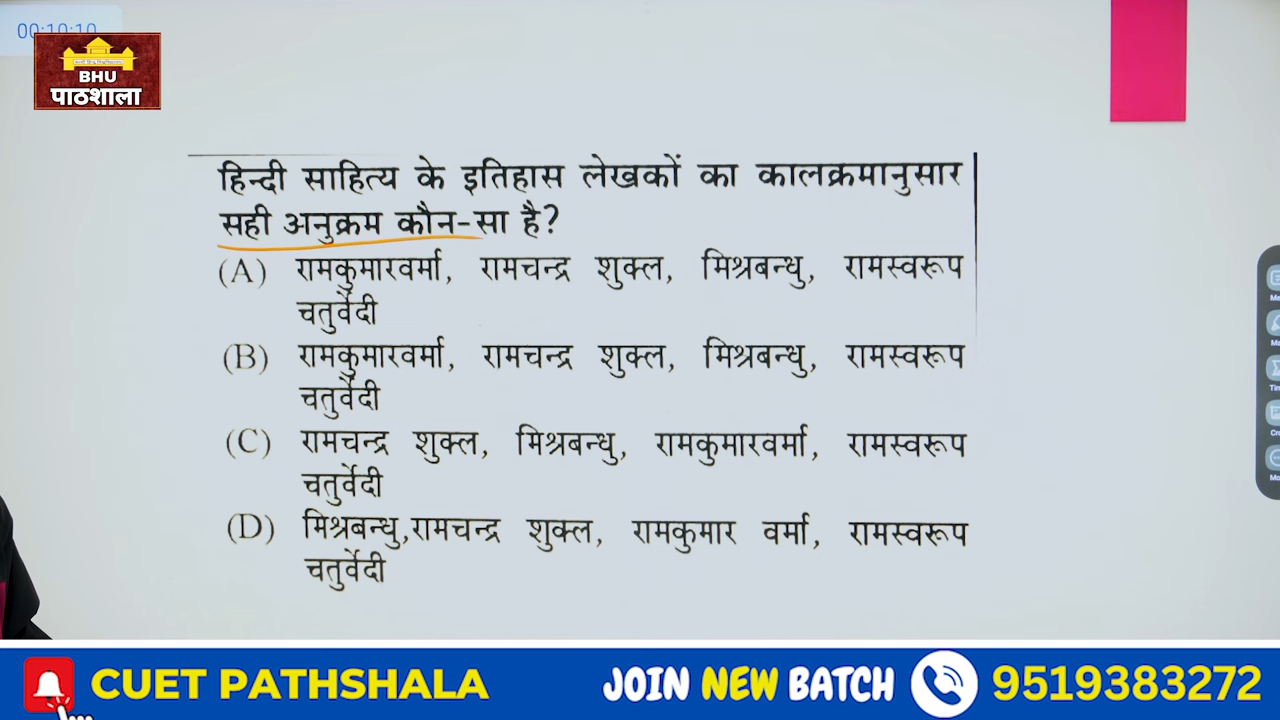 00:10:10
BHU
पाठशाला
हिन्दी साहित्य के इतिहास लेखकों का कालक्रमानुसार
सही अनुक्रम कौन-सा है?
(A) रामकुमारवर्मा, रामचन्द्र शुक्ल, मिश्रबन्धु, रामस्वरूप
चतुर्वेदी
(B) रामकुमारवर्मा, रामचन्द्र शुक्ल, मिश्रबन्धु, रामस्वरूप
चतुर्वेदी
(C) रामचन्द्र शुक्ल, मिश्रबन्धु, रामकुमारवर्मा, रामस्वरूप
चतुर्वेदी
(D) मिश्रबन्धु,रामचन्द्र शुक्ल, रामकुमार वर्मा, रामस्वरूप
चतुर्वेदी
CUET PATHSHALA
JOIN NEW BATCH
9519383272